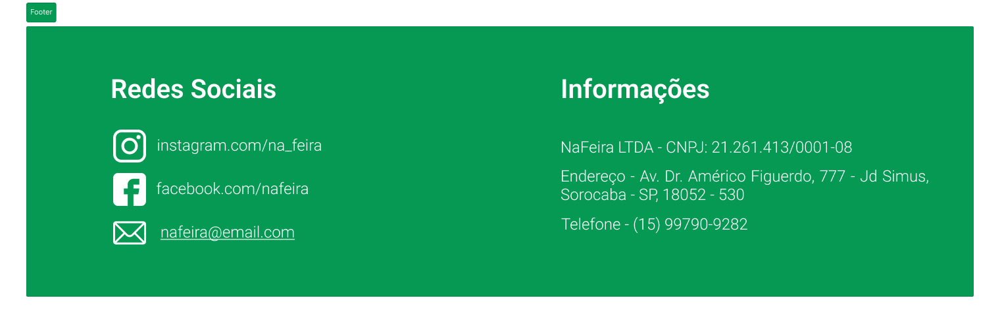 Footer
Redes Sociais
instagram.com/na_feira
facebook.com/nafeira
nafeira@email.com
Informações
NaFeira LTDA - CNPJ: 21.261.413/0001-08
Endereço - Av. Dr. Américo Figuerdo, 777 - Jd Simus,
Sorocaba - SP, 18052 - 530
Telefone - (15) 99790-9282